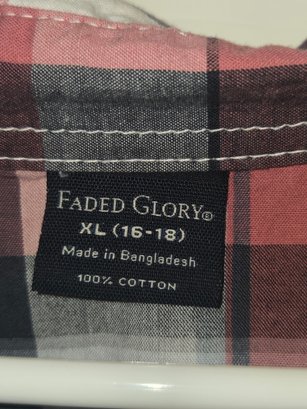 FADED GLORY®
XL (16-18)
Made in Bangladesh
100% COTTON